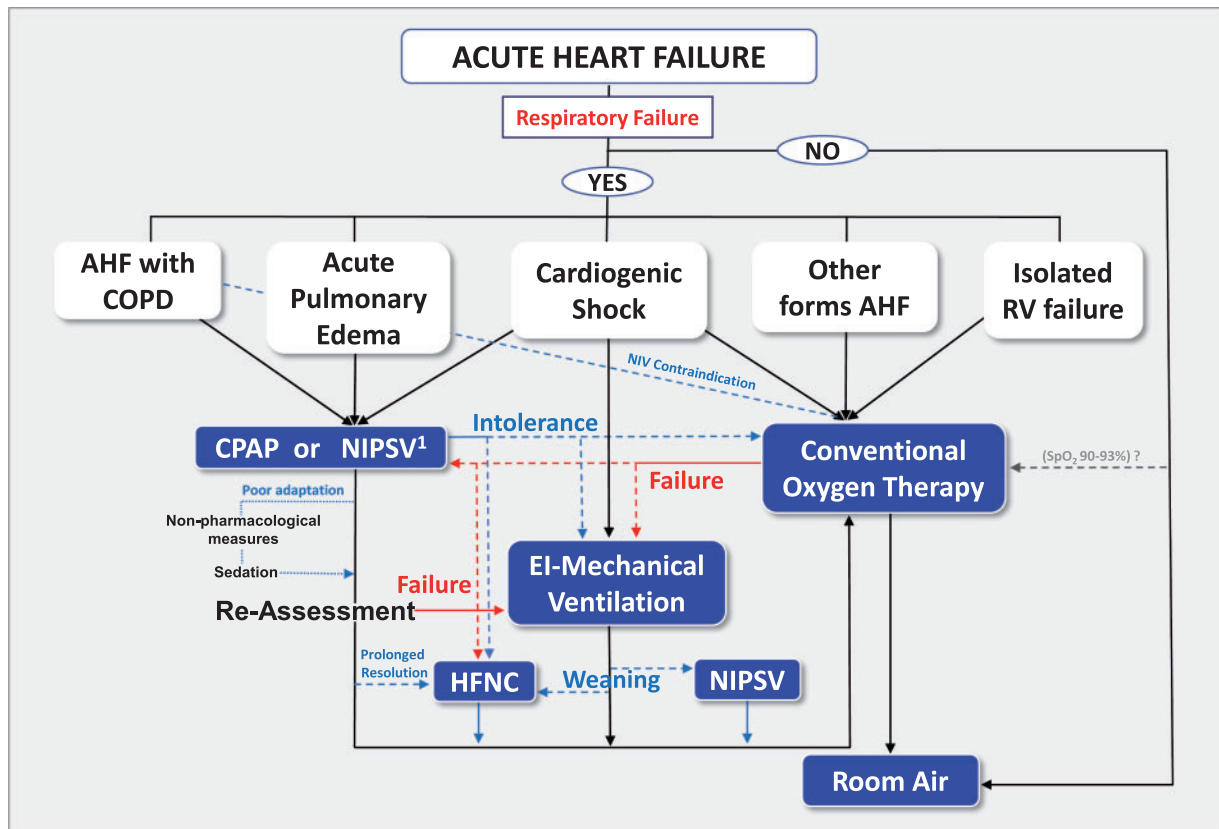 ACUTE HEART FAILURE
Respiratory Failure
NO
YES
AHF with
COPD
Acute
Pulmonary
Edema
Cardiogenic
Shock
Other
forms AHF
Isolated
RV failure
NIV Contraindication
CPAP or NIPSV¹
Intolerance
Conventional
Oxygen Therapy
(SpO₂ 90-93%) ?
Failure
Poor adaptation
Non-pharmacological
measures
Sedation
EI-Mechanical
Ventilation
Failure
Re-Assessment
Prolonged
Resolution
HFNC
Weaning
NIPSV
Room Air